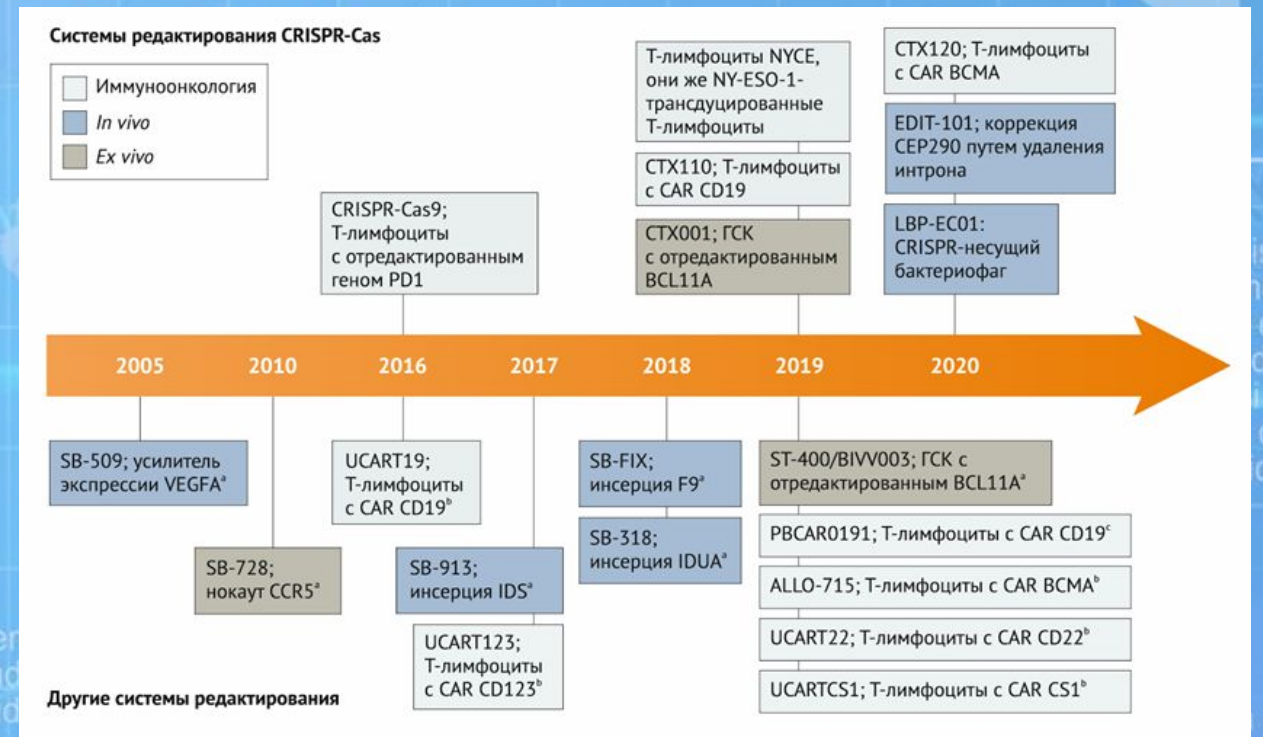 Системы редактирования CRISPR-Cas
Иммуноонкология
In vivo
Ex vivo
CRISPR-Cas9;
Т-лимфоциты
с отредактированным
геном PD1
Т-лимфоциты NYCE,
они же NY-ESO-1-
трансдуцированные
Т-лимфоциты
CTX110; Т-лимфоциты
с CAR CD19
CTX001; ГСК
с отредактированным
BCL11A
CTX120; Т-лимфоциты
с CAR BCMA
EDIT-101; коррекция
CEP290 путем удаления
интрона
LBP-EC01:
CRISPR-несущий
бактериофаг
2005 2010 2016 2017 2018 2019 2020
SB-509; усилитель
экспрессии VEGFAᵃ
SB-728;
нокаут CCR5ᵃ
UCART19;
Т-лимфоциты
с CAR CD19ᵇ
SB-913;
инсерция IDSᵃ
UCART123;
Т-лимфоциты
с CAR CD123ᵇ
SB-FIX;
инсерция F9ᵃ
SB-318;
инсерция IDUAᵃ
ST-400/BIVV003; ГСК с
отредактированным BCL11Aᵃ
PBCAR0191; Т-лимфоциты с CAR CD19ᶜ
ALLO-715; Т-лимфоциты с CAR BCMAᵇ
UCART22; Т-лимфоциты с CAR CD22ᵇ
UCARTCS1; Т-лимфоциты с CAR CS1ᵇ
Другие системы редактирования